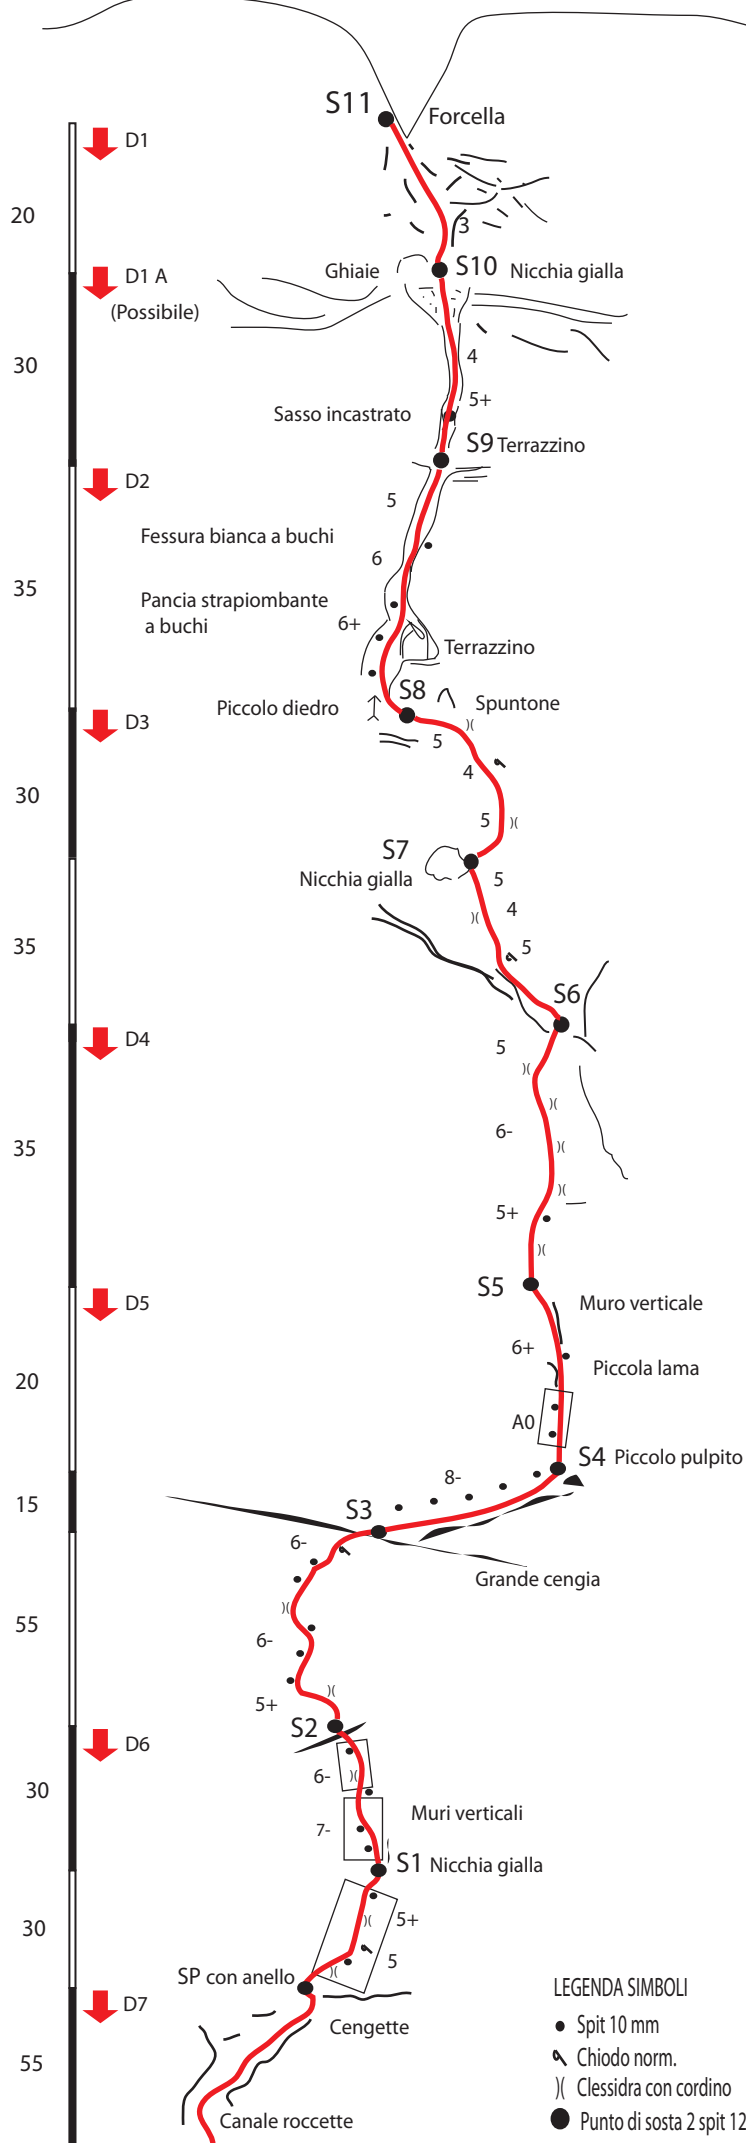 S11
Forcella
D1
20
3
D1 A
(Possibile)
Ghiaie
S10 Nicchia gialla
30
4
5+
Sasso incastrato
S9 Terrazzino
D2
5
Fessura bianca a buchi
6
35
Pancia strapiombante
a buchi
6+
Terrazzino
Piccolo diedro
S8
Spuntone
D3
5
4
30
5
S7
Nicchia gialla
5
4
35
5
S6
D4
5
6-
35
5+
S5
D5
Muro verticale
6+
Piccola lama
20
A0
S4 Piccolo pulpito
8-
15
S3
6-
Grande cengia
55
6-
5+
S2
D6
6-
30
Muri verticali
7-
S1 Nicchia gialla
5+
30
5
SP con anello
D7
Cengette
55
Canale roccette
LEGENDA SIMBOLI
Spit 10 mm
Chiodo norm.
Clessidra con cordino
Punto di sosta 2 spit 12